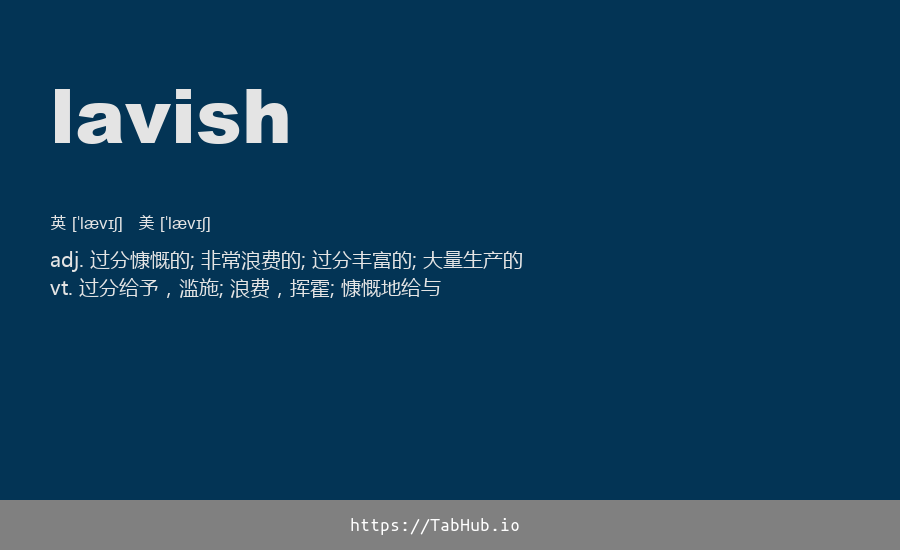 lavish
英 [ˈlævɪʃ] 美 [ˈlævɪʃ]
adj. 过分慷慨的; 非常浪费的; 过分丰富的; 大量生产的
vt. 过分给予，滥施; 浪费，挥霍; 慷慨地给与
https://TabHub.io